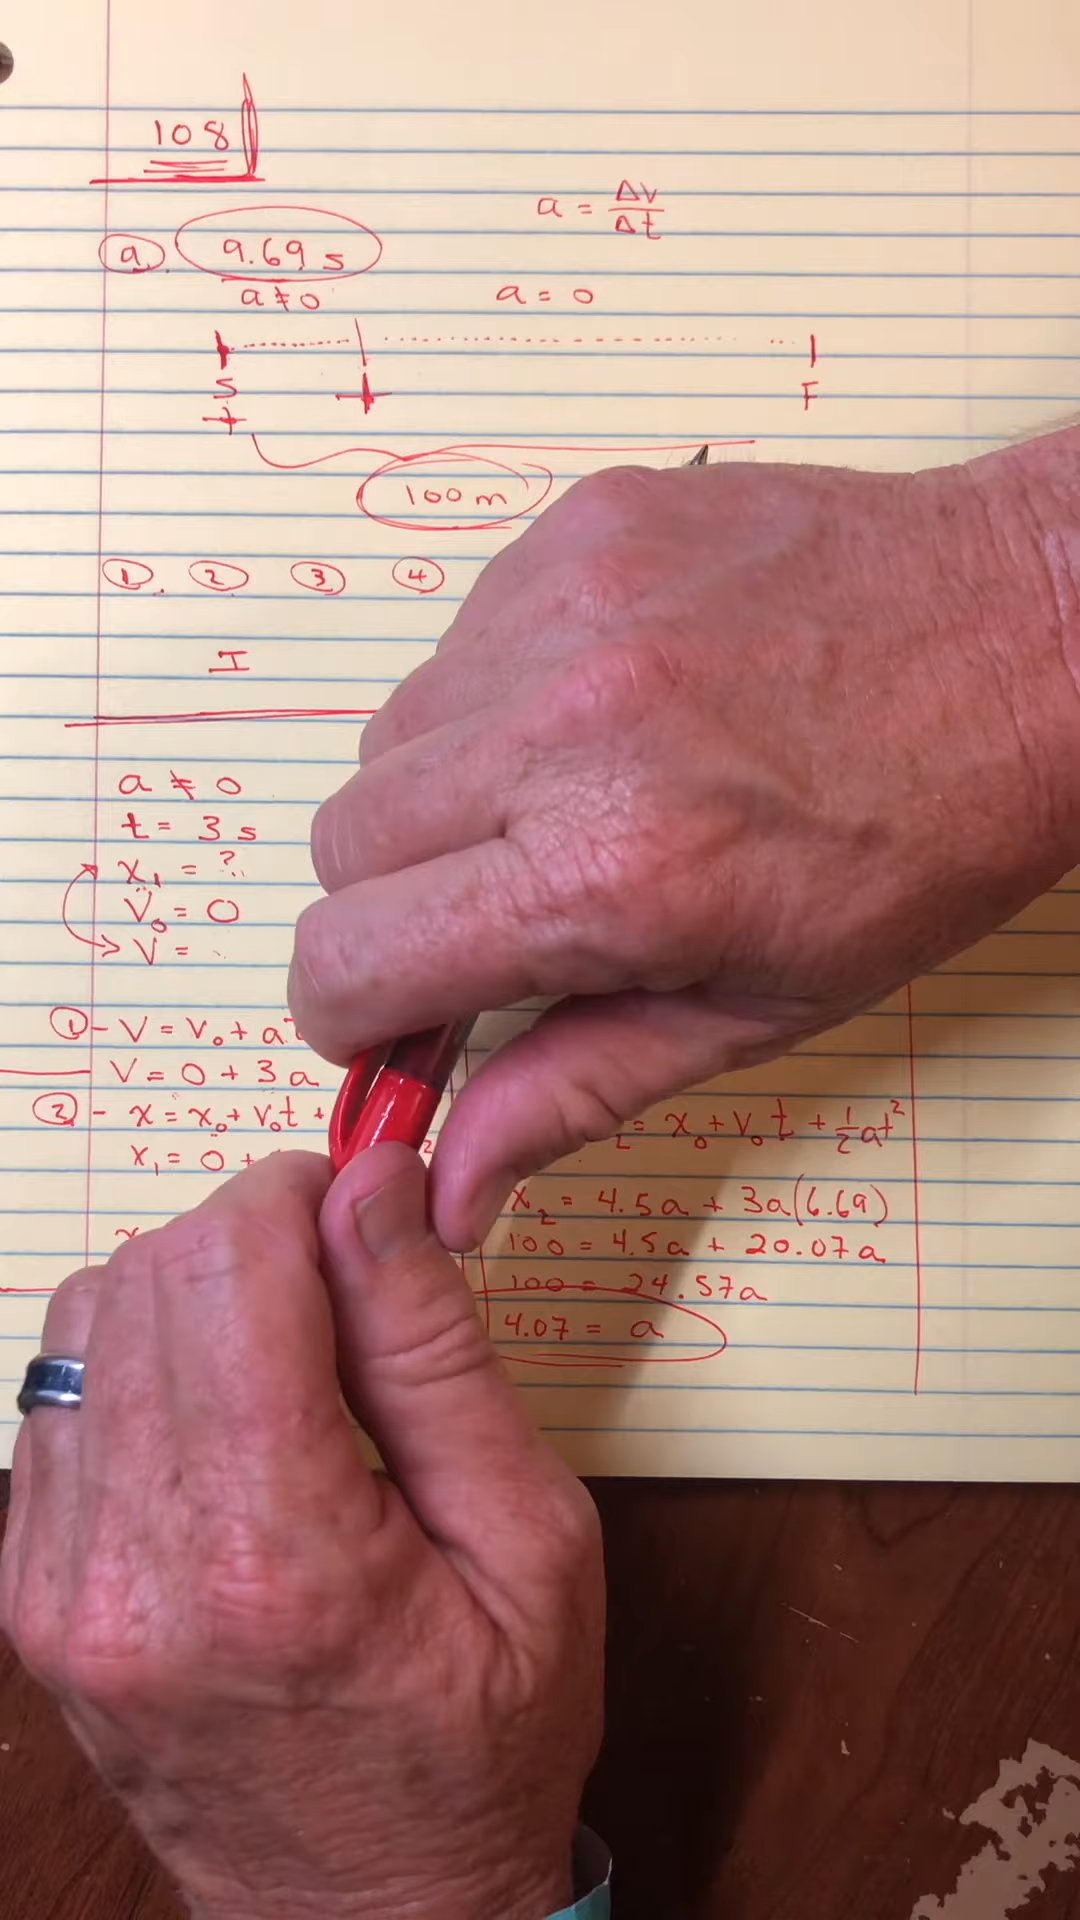 108
a = Δv/Δt
a. 9.69 s
a ≠ 0 a = 0
S F
100 m
1. 2 3 4
I
a ≠ 0
t = 3 s
x₁ = ?
v₀ = 0
v =
1 - v = v₀ + at
v = 0 + 3a
2 - x = x₀ + v₀t +
x₁ = 0 +
₂ = x₀ + v₀t + ½at²
x₂ = 4.5a + 3a(6.69)
100 = 4.5a + 20.07a
100 = 24.57a
4.07 = a